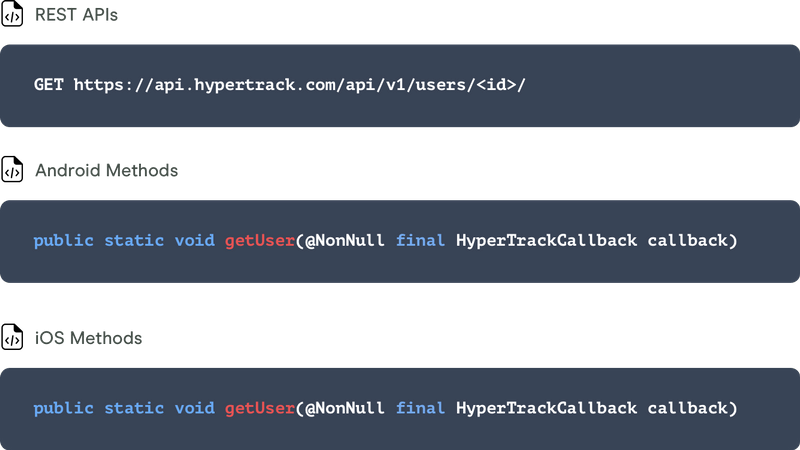 REST APIs
GET https://api.hypertrack.com/api/v1/users/<id>/
Android Methods
public static void getUser(@NonNull final HyperTrackCallback callback)
iOS Methods
public static void getUser(@NonNull final HyperTrackCallback callback)